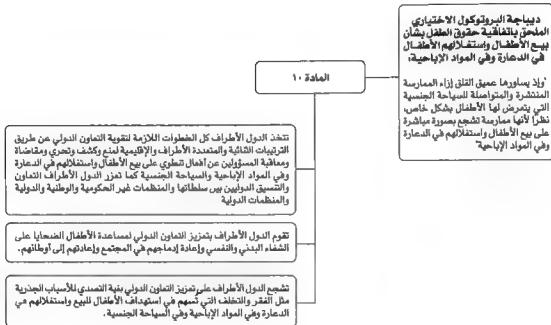 ديباجة البروتوكول الاختياري
الملحق باتفاقية حقوق الطفل بشأن
بيع الأطفال واستغلالهم الأطفال
في الدعارة وفي المواد الإباحية:
"وإذ يساورها عميق القلق إزاء الممارسة
المنتشرة والمتواصلة للسياحة الجنسية
التي يتعرض لها الأطفال بشكل خاص،
نظرا لأنها ممارسة تشجع بصورة مباشرة
على بيع الأطفال واستغلالهم في الدعارة
وفي المواد الإباحية"
المادة ١٠
تتخذ الدول الأطراف كل الخطوات اللازمة لتقوية التعاون الدولي عن طريق
الترتيبات الثنائية والمتعددة الأطراف والإقليمية لمنع وكشف وتحري ومقاضاة
ومعاقبة المسؤولين عن أفعال تنطوي على بيع الأطفال واستغلالهم في الدعارة
وفي المواد الإباحية والسياحة الجنسية كما تعزز الدول الأطراف التعاون
والتنسيق الدوليين بين سلطاتها والمنظمات غير الحكومية والوطنية والدولية
والمنظمات الدولية
تقوم الدول الأطراف بتعزيز التعاون الدولي لمساعدة الأطفال الضحايا على
الشفاء البدني والنفسي وإعادة إدماجهم في المجتمع وإعادتهم إلى أوطانهم.
تشجع الدول الأطراف على تعزيز التعاون الدولي بغية التصدي للأسباب الجذرية
مثل الفقر والتخلف التي تُسهم في استهداف الأطفال للبيع واستغلالهم في
الدعارة وفي المواد الإباحية وفي السياحة الجنسية.